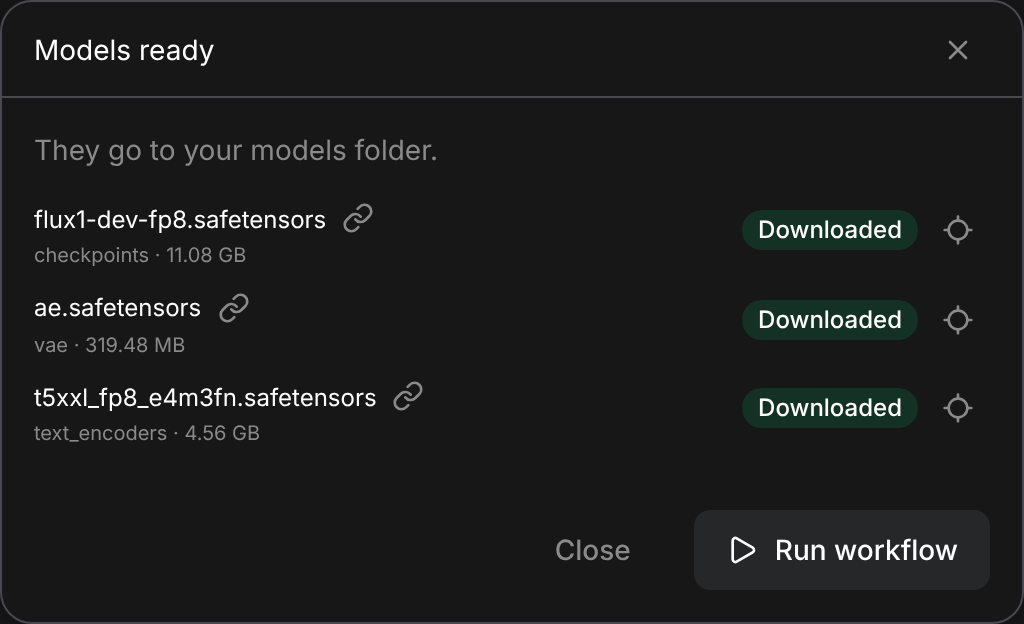 Models ready
They go to your models folder.
flux1-dev-fp8.safetensors
checkpoints · 11.08 GB
Downloaded
ae.safetensors
vae · 319.48 MB
Downloaded
t5xxl_fp8_e4m3fn.safetensors
text_encoders · 4.56 GB
Downloaded
Close
Run workflow